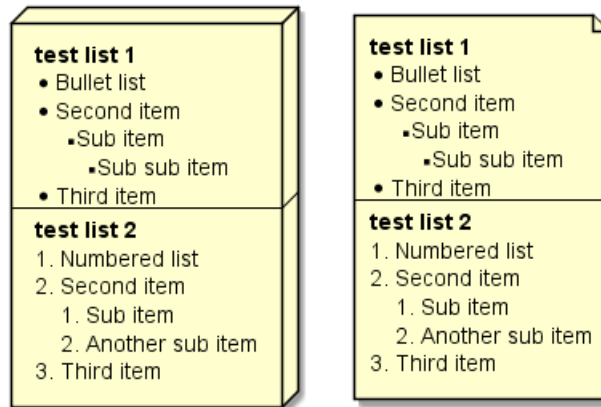 test list 1
• Bullet list
• Second item
▪Sub item
▪Sub sub item
• Third item
test list 2
1. Numbered list
2. Second item
1. Sub item
2. Another sub item
3. Third item
test list 1
• Bullet list
• Second item
▪Sub item
▪Sub sub item
• Third item
test list 2
1. Numbered list
2. Second item
1. Sub item
2. Another sub item
3. Third item